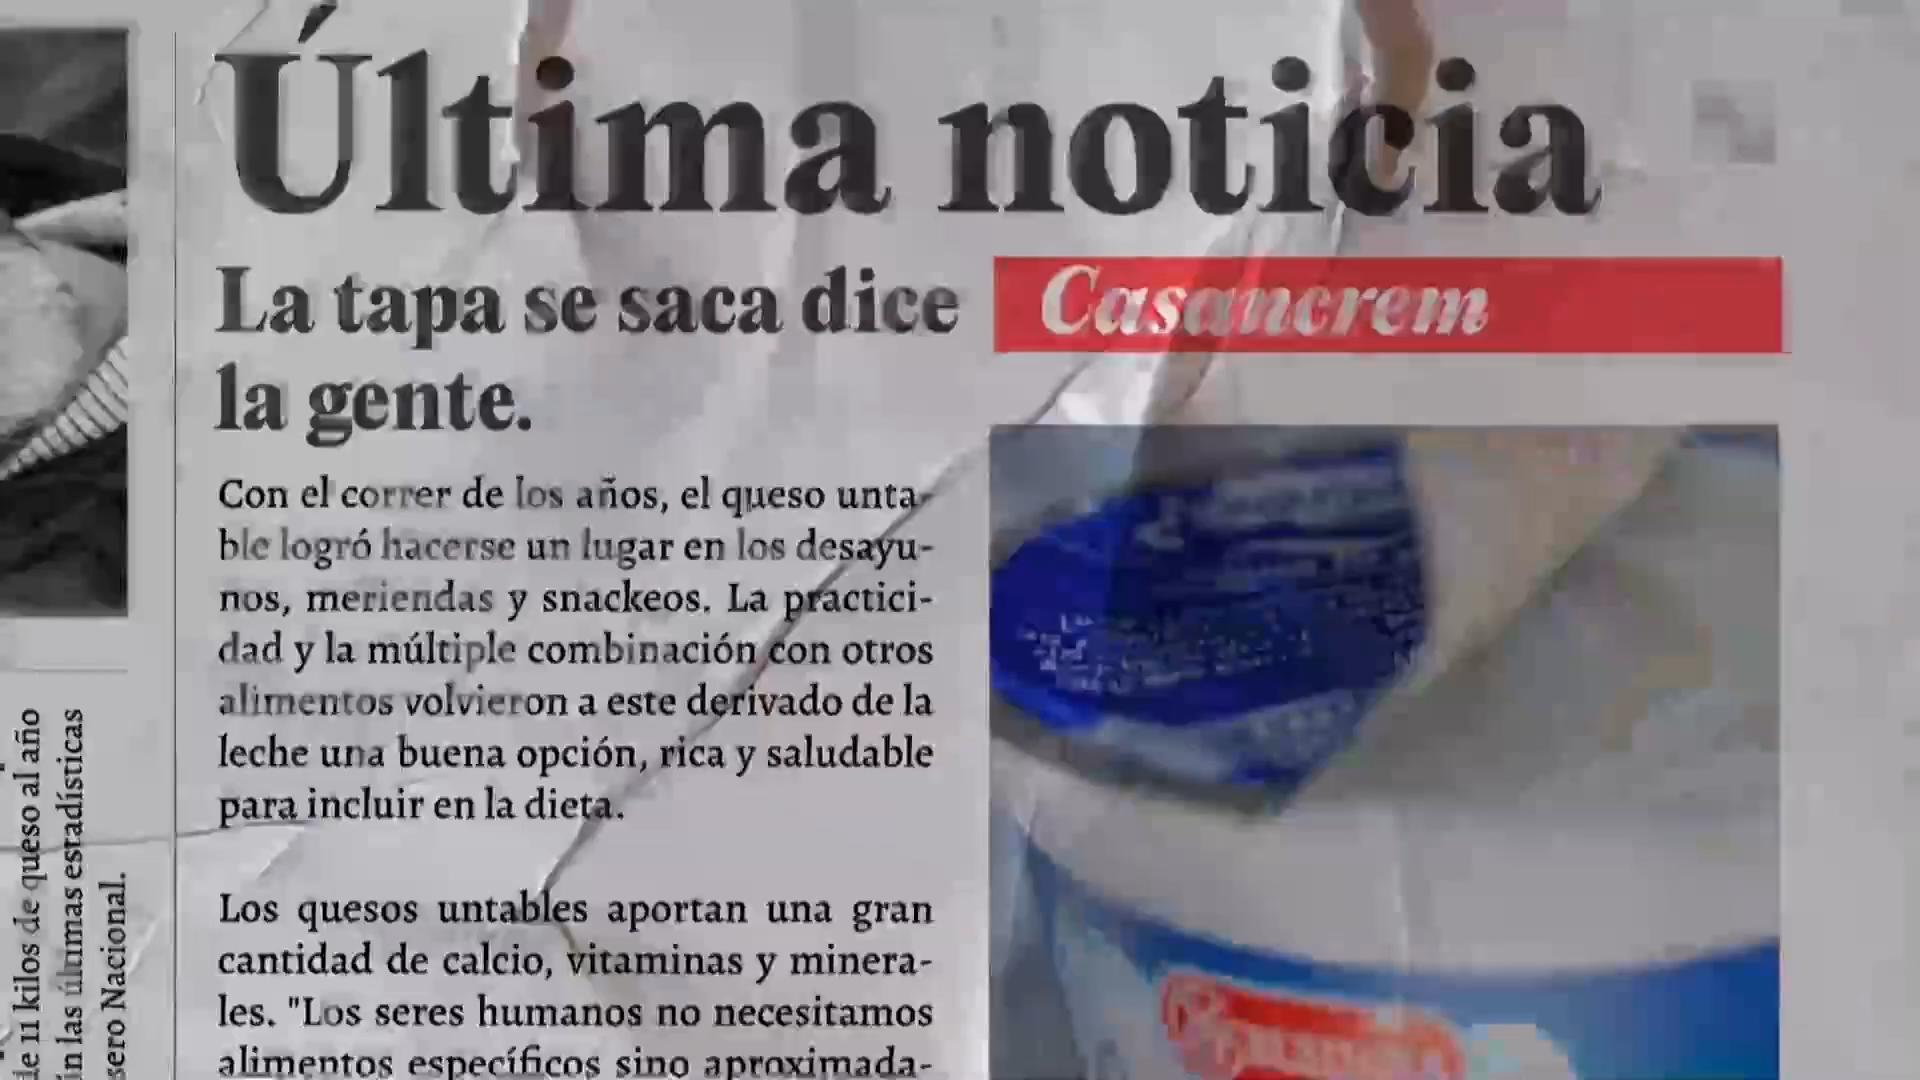 Última noticia
La tapa se saca dice
la gente.
Casancrem
Con el correr de los años, el queso unta-
ble logró hacerse un lugar en los desayu-
nos, meriendas y snackeos. La practici-
dad y la múltiple combinación con otros
alimentos volvieron a este derivado de la
leche una buena opción, rica y saludable
para incluir en la dieta.
Los quesos untables aportan una gran
cantidad de calcio, vitaminas y minera-
les. "Los seres humanos no necesitamos
alimentos específicos sino aproximada-
de 11 kilos de queso al año
las últimas estadísticas
Nacional.